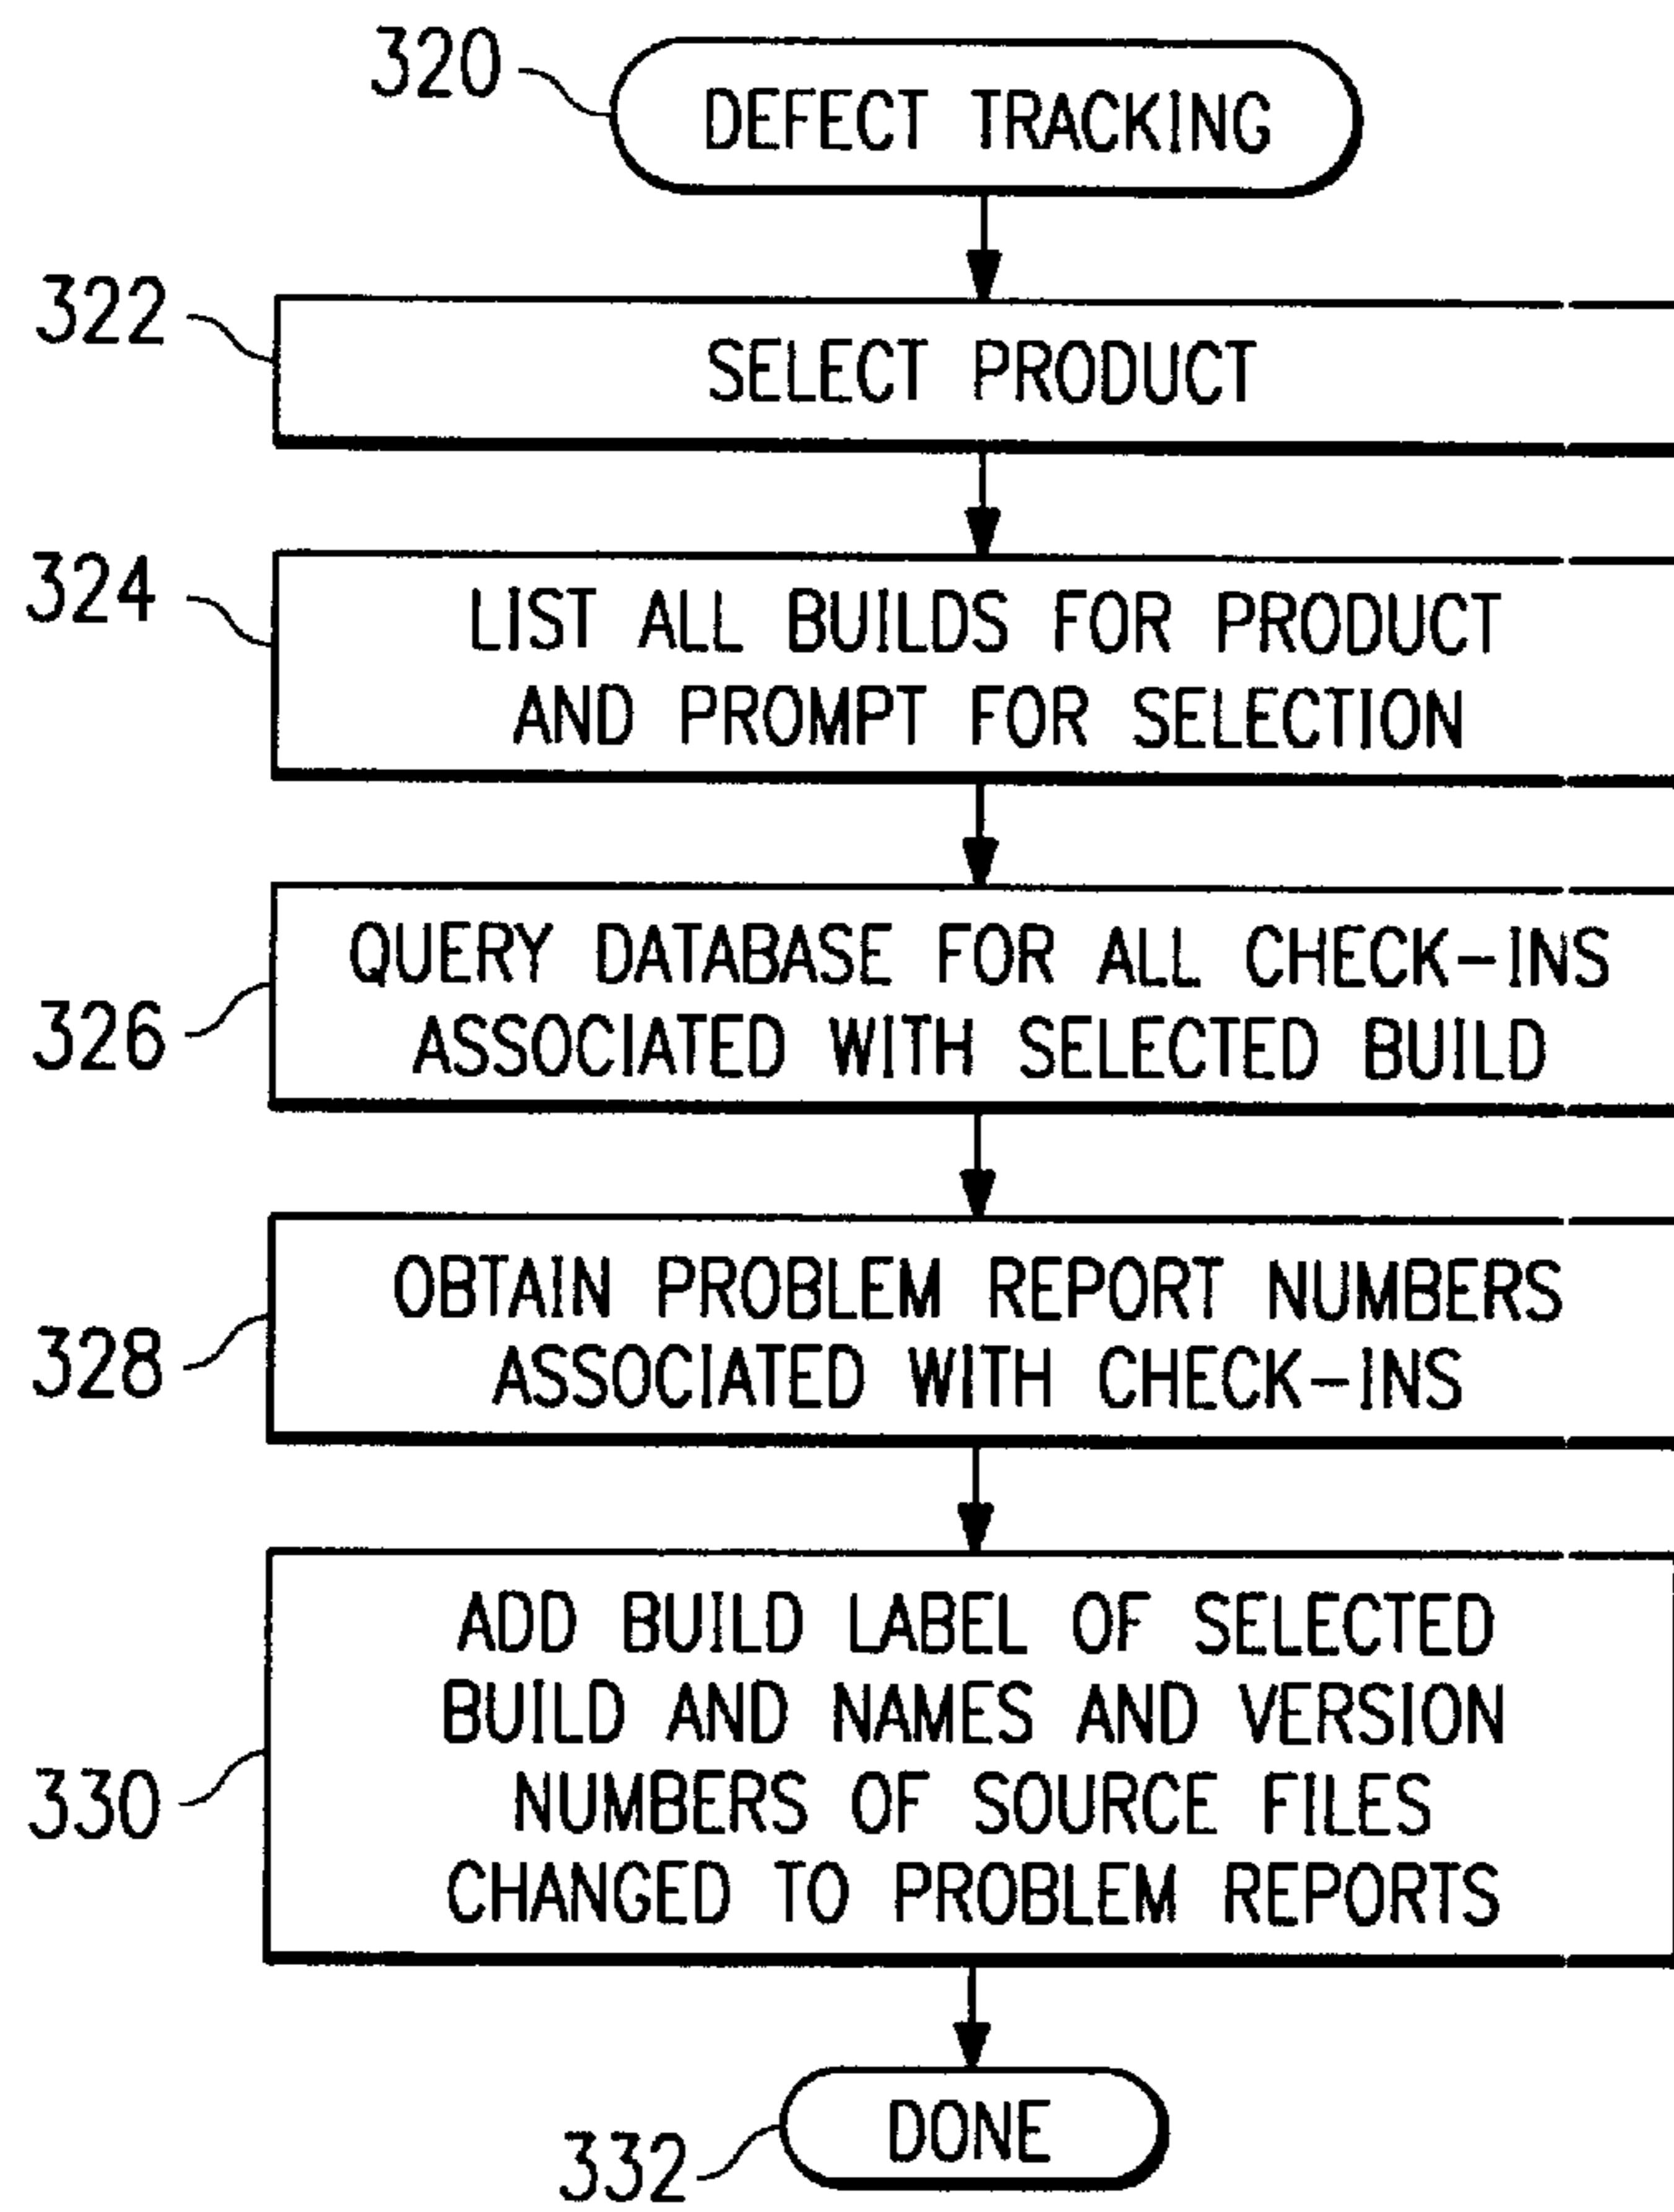 320
DEFECT TRACKING
322
SELECT PRODUCT
324
LIST ALL BUILDS FOR PRODUCT
AND PROMPT FOR SELECTION
326
QUERY DATABASE FOR ALL CHECK-INS
ASSOCIATED WITH SELECTED BUILD
328
OBTAIN PROBLEM REPORT NUMBERS
ASSOCIATED WITH CHECK-INS
330
ADD BUILD LABEL OF SELECTED
BUILD AND NAMES AND VERSION
NUMBERS OF SOURCE FILES
CHANGED TO PROBLEM REPORTS
332
DONE